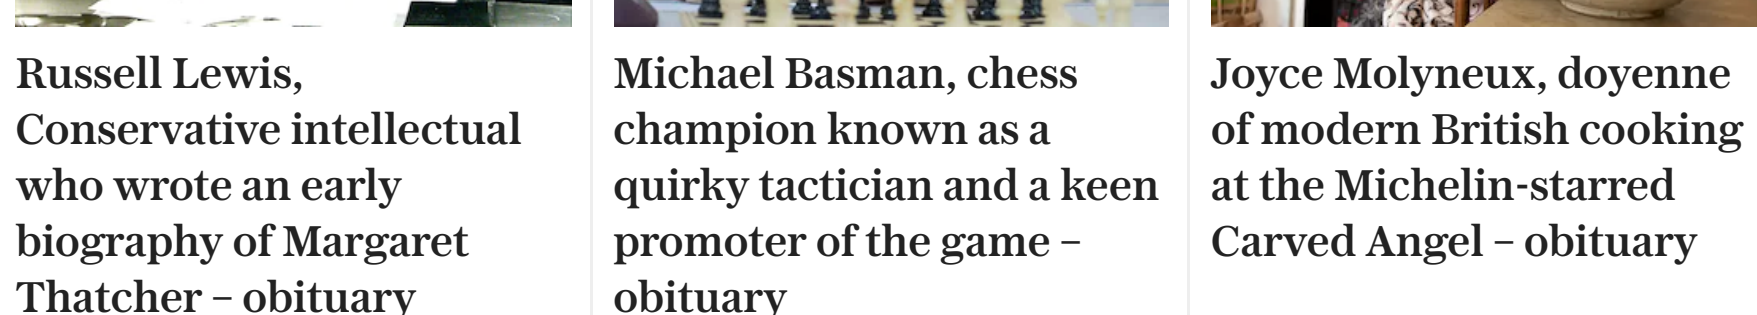 Russell Lewis,
Conservative intellectual
who wrote an early
biography of Margaret
Thatcher – obituary
Michael Basman, chess
champion known as a
quirky tactician and a keen
promoter of the game –
obituary
Joyce Molyneux, doyenne
of modern British cooking
at the Michelin-starred
Carved Angel – obituary